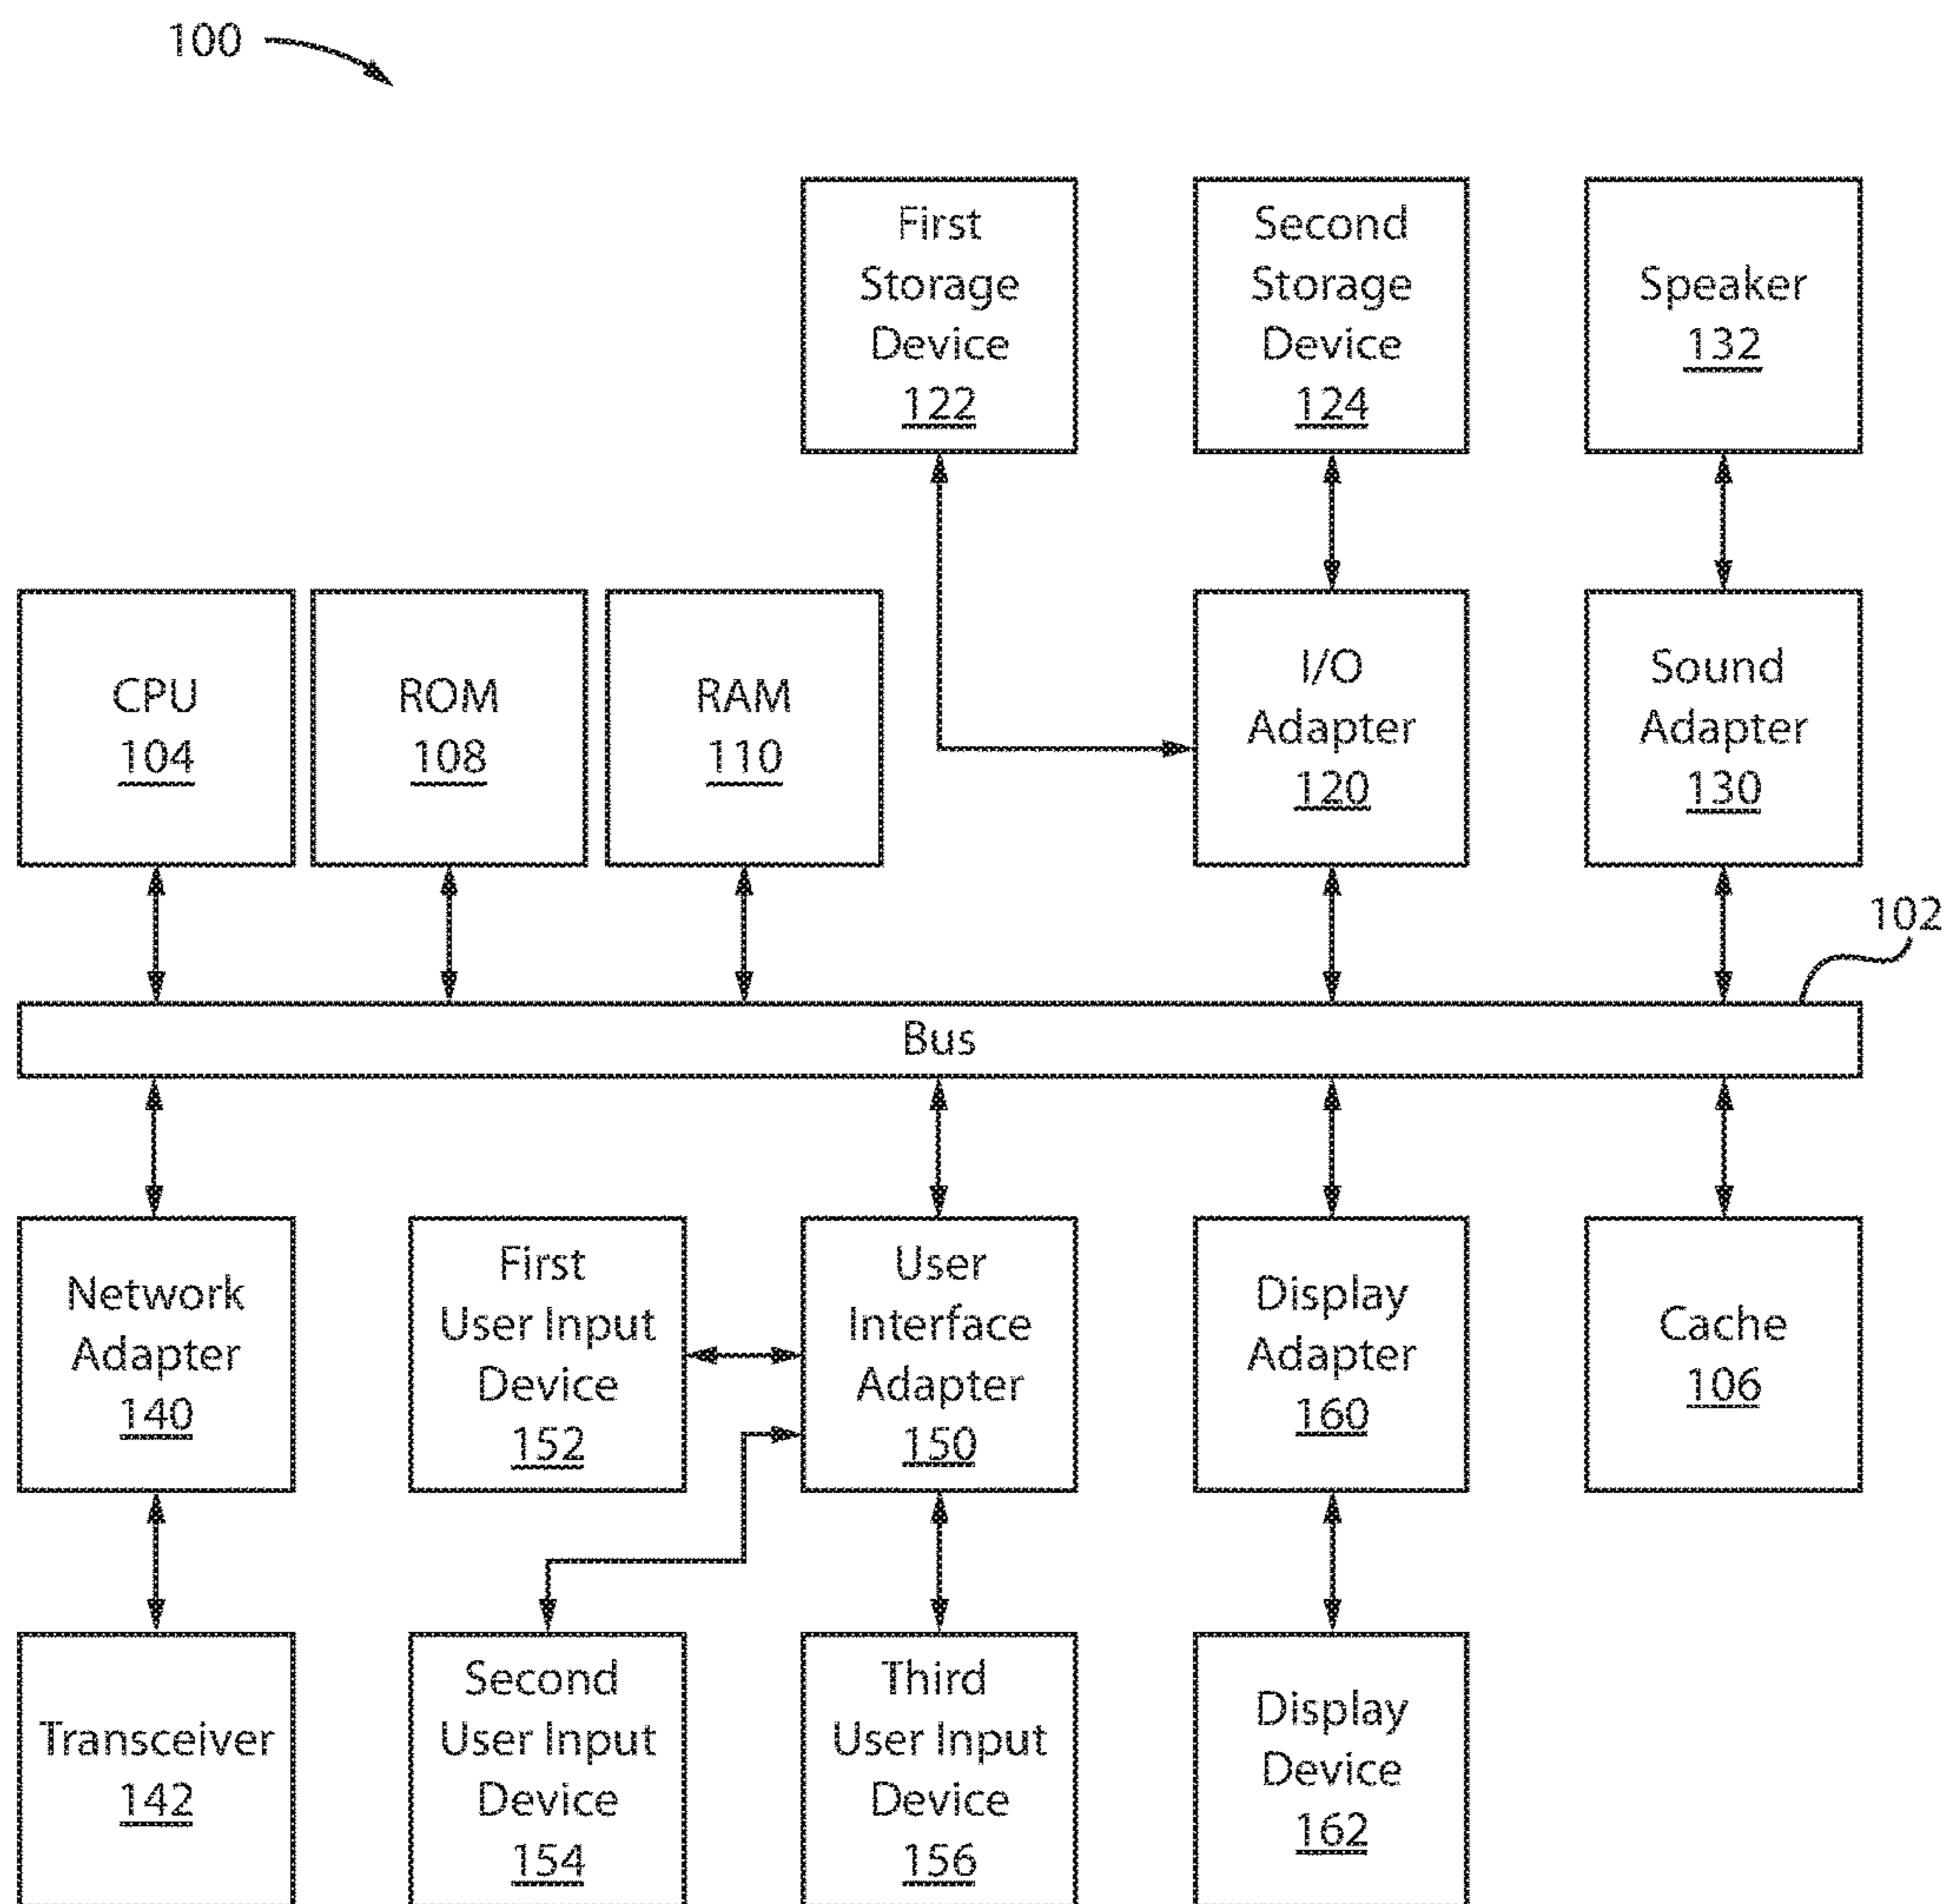 100
First
Storage
Device
122
Second
Storage
Device
124
Speaker
132
CPU
104
ROM
108
RAM
110
I/O
Adapter
120
Sound
Adapter
130
102
Bus
Network
Adapter
140
First
User Input
Device
152
User
Interface
Adapter
150
Display
Adapter
160
Cache
106
Transceiver
142
Second
User Input
Device
154
Third
User Input
Device
156
Display
Device
162